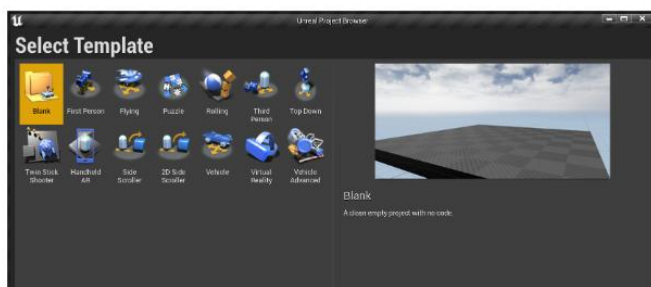 Unreal Project Browser
Select Template
Blank
First Person
Flying
Puzzle
Rolling
Third
Person
Top Down
Twin Stick
Shooter
Handheld
AR
Side
Scroller
2D Side
Scroller
Vehicle
Virtual
Reality
Vehicle
Advanced
Blank
A clean empty project with no code.